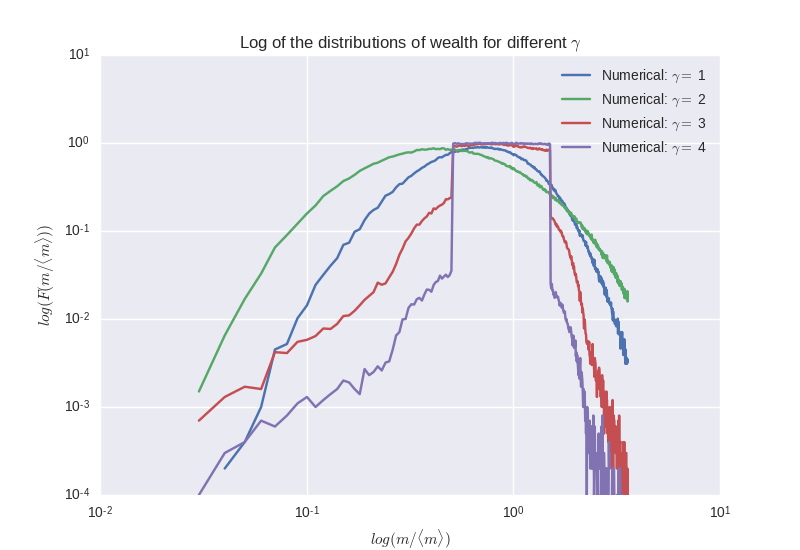 Log of the distributions of wealth for different γ
10^1
10^0
10^-1
10^-2
10^-3
10^-4
log(F(m/⟨m⟩))
Numerical: γ= 1
Numerical: γ= 2
Numerical: γ= 3
Numerical: γ= 4
10^-2 10^-1 10^0 10^1
log(m/⟨m⟩)